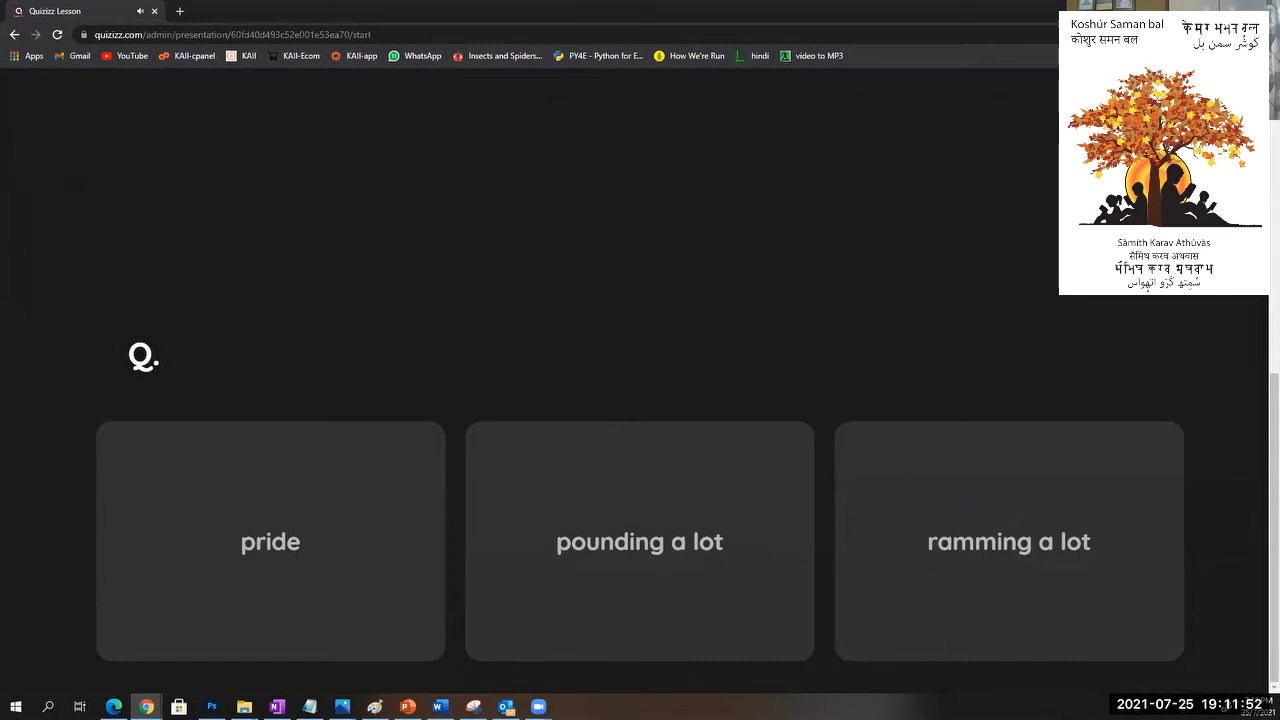 Quizizz Lesson
quizizz.com/admin/presentation/60fd40d493c52e001e53ea70/start
Apps Gmail YouTube KAII-cpanel KAII KAII-Ecom KAII-app WhatsApp Insects and spiders... PY4E - Python for E... How We're Run hindi video to MP3
Koshúr Saman bal
कोशुर समन बल
کوشُر سمن بل
Q.
pride
pounding a lot
ramming a lot
Sâmith Karav Athûvâs
सॅमिथ करव अथवास
2021-07-25 19:11:52